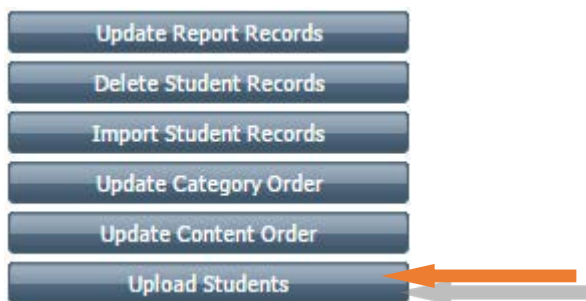 Update Report Records
Delete Student Records
Import Student Records
Update Category Order
Update Content Order
Upload Students